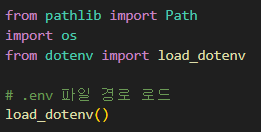 from pathlib import Path
import os
from dotenv import load_dotenv

# .env 파일 경로 로드
load_dotenv()